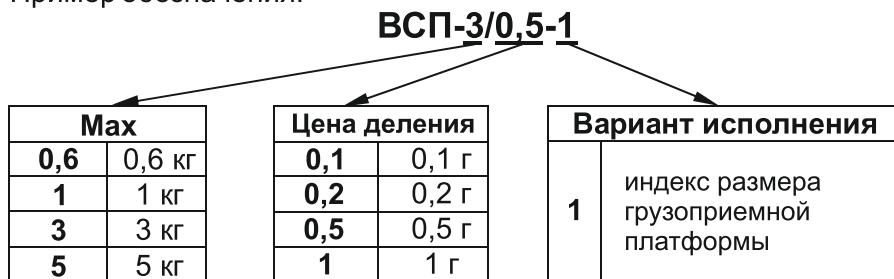 Пример обозначения:
ВСП-3/0,5-1
Max
0,6 0,6 кг
1 1 кг
3 3 кг
5 5 кг
Цена деления
0,1 0,1 г
0,2 0,2 г
0,5 0,5 г
1 1 г
Вариант исполнения
1 индекс размера
грузоприемной
платформы